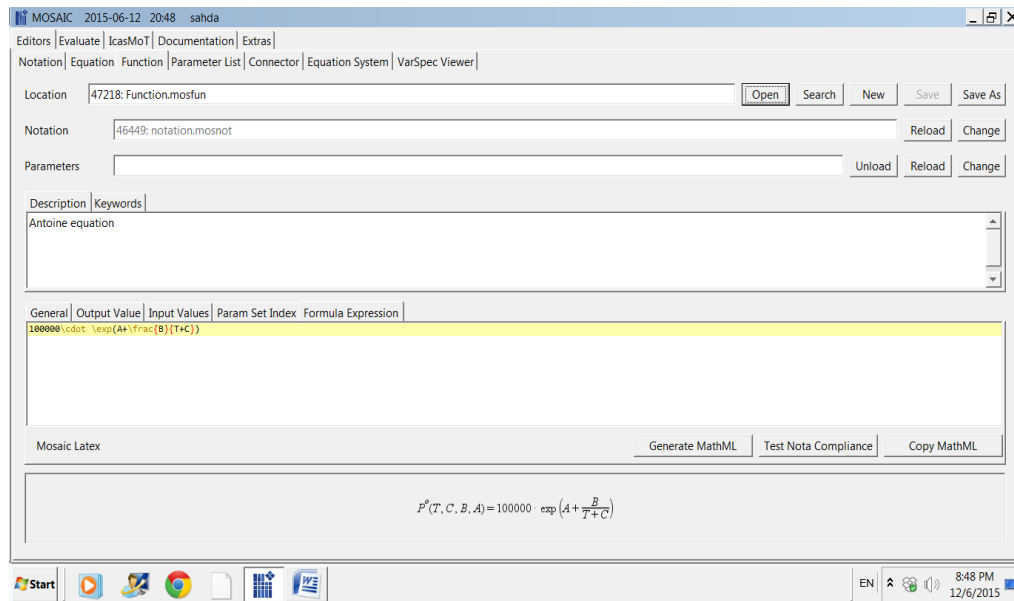 MOSAIC 2015-06-12 20:48 sahda
Editors Evaluate IcasMoT Documentation Extras
Notation Equation Function Parameter List Connector Equation System VarSpec Viewer
Location 47218: Function.mosfun Open Search New Save Save As
Notation 46449: notation.mosnot Reload Change
Parameters Unload Reload Change
Description Keywords
Antoine equation
General Output Value Input Values Param Set Index Formula Expression
100000\cdot \exp(A+\frac{B}{T+C})
Mosaic Latex Generate MathML Test Nota Compliance Copy MathML
P^o(T, C, B, A) = 100000 · exp(A + B/(T+C))
Start EN 8:48 PM
12/6/2015